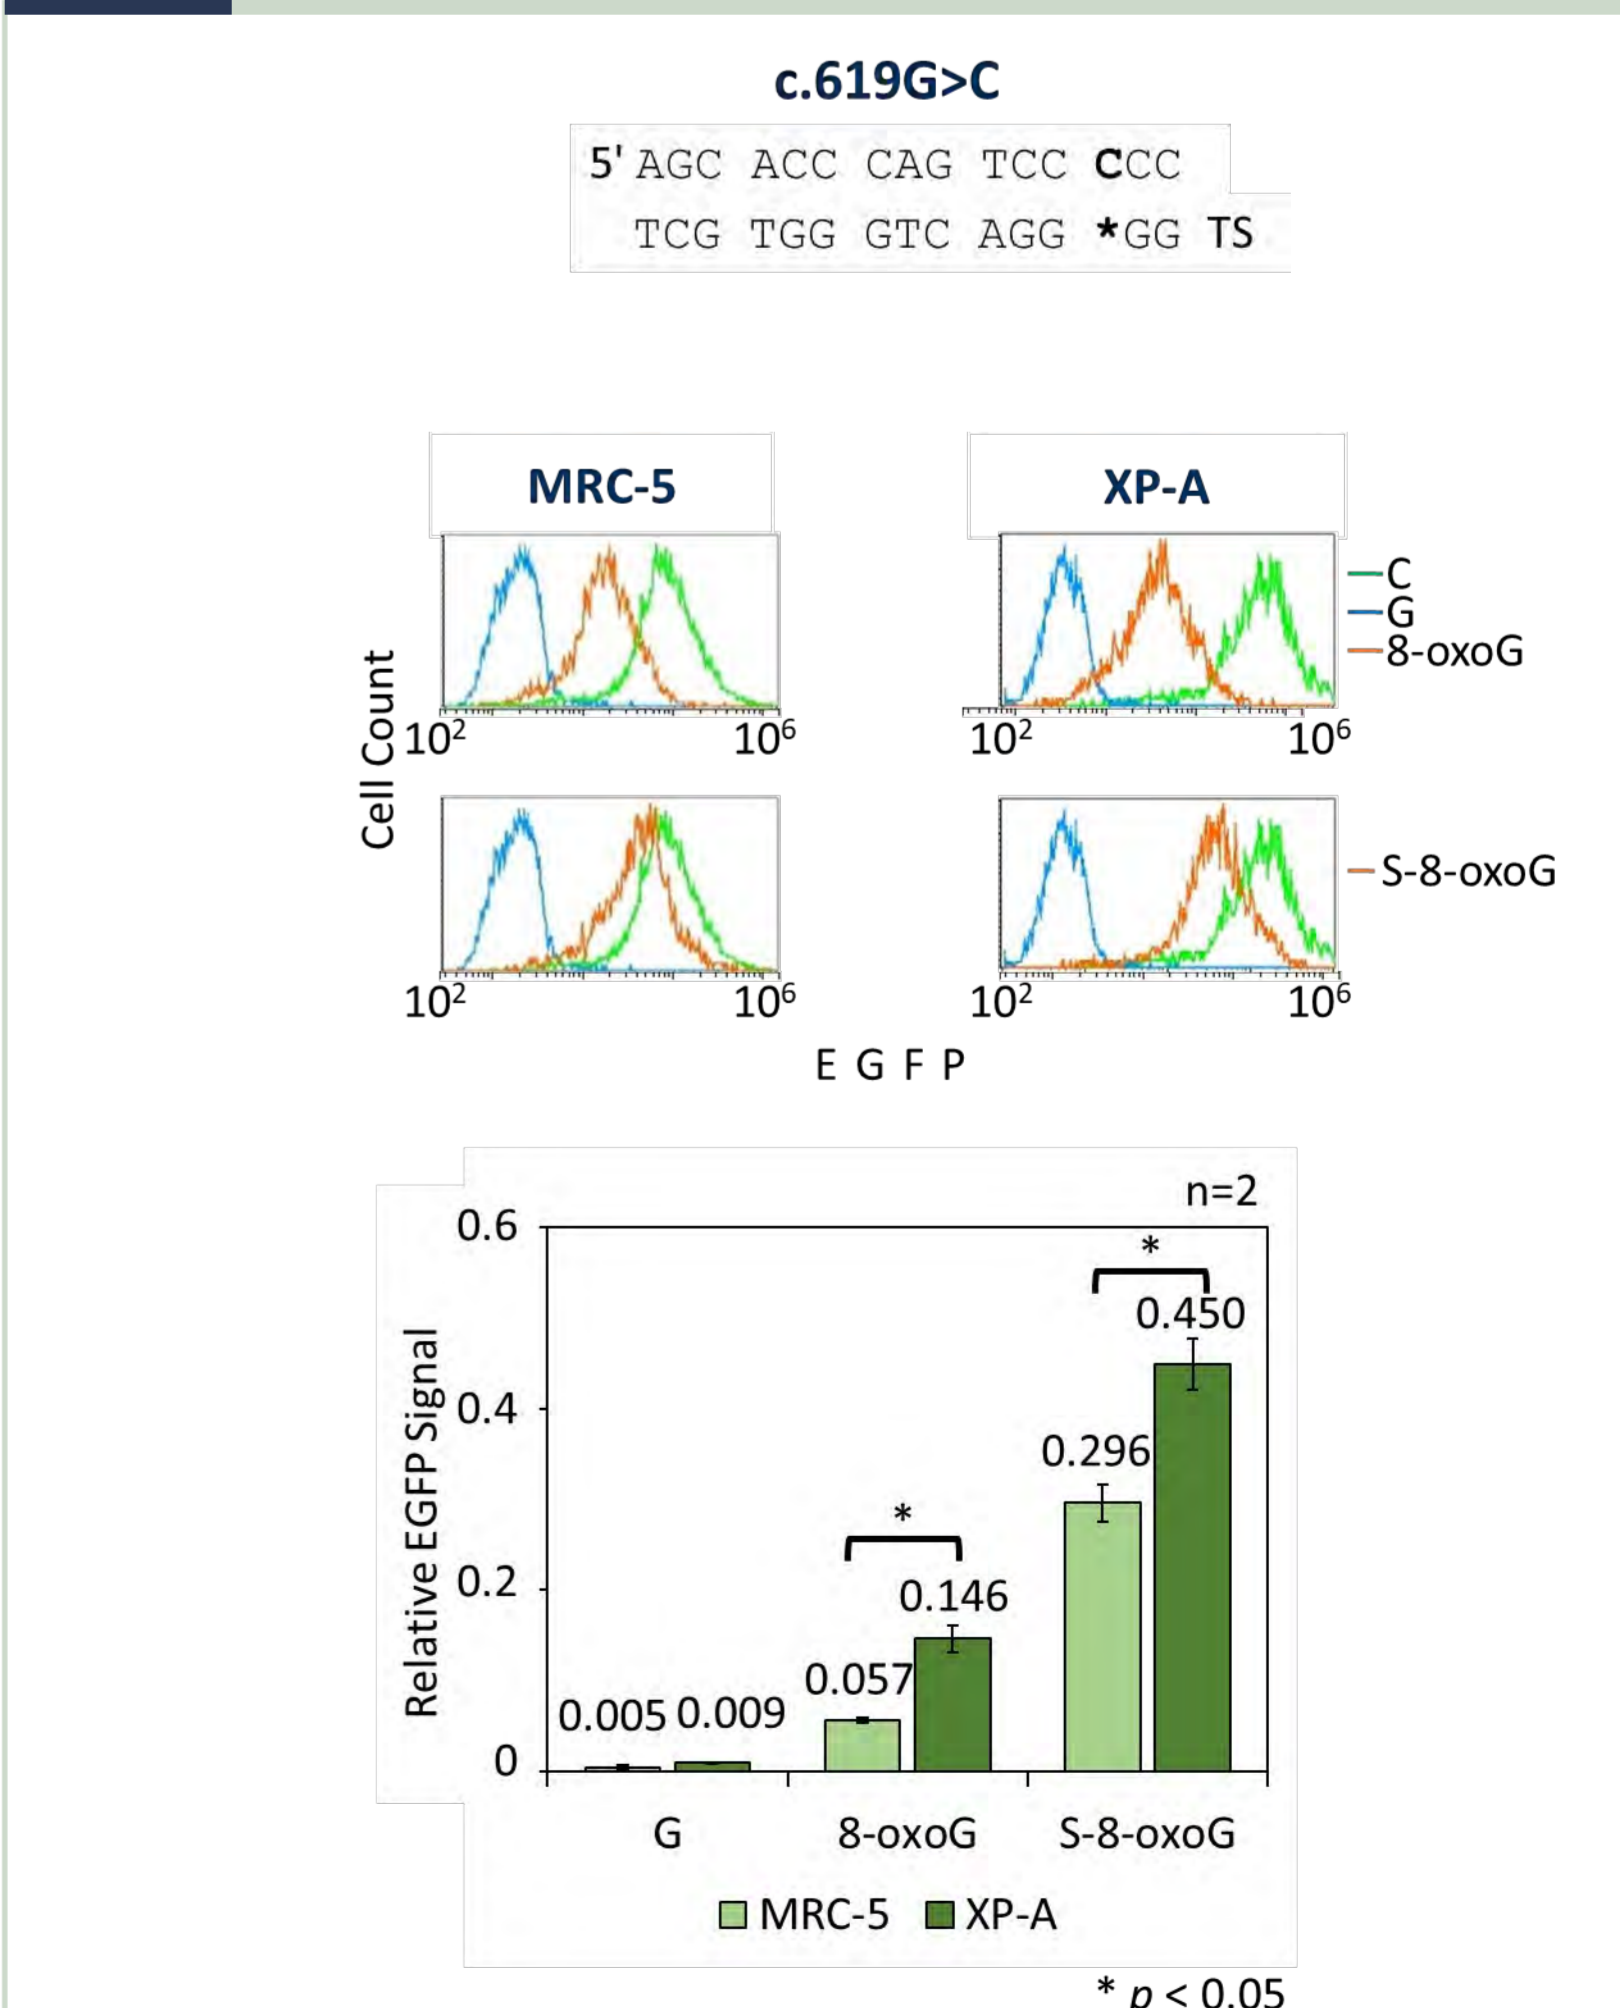 c.619G>C
5' AGC ACC CAG TCC CCC
TCG TGG GTC AGG *GG TS
MRC-5
XP-A
C
G
8-oxoG
Cell Count
10² 10⁶ 10² 10⁶
S-8-oxoG
10² 10⁶ 10² 10⁶
E G F P
n=2
Relative EGFP Signal
0.6
0.4
0.2
0
*
0.450
0.296
*
0.146
0.057
0.005 0.009
G 8-oxoG S-8-oxoG
MRC-5 XP-A
* p < 0.05